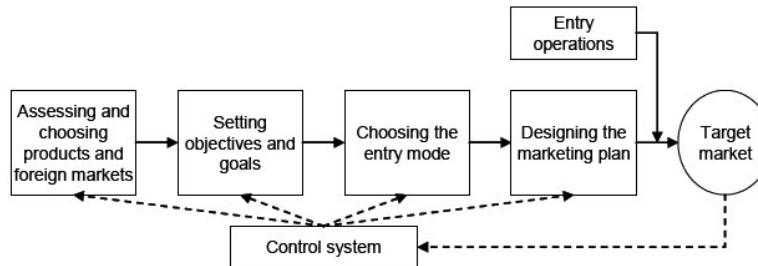 Entry
operations
Assessing and
choosing
products and
foreign markets
Setting
objectives and
goals
Choosing the
entry mode
Designing the
marketing plan
Target
market
Control system